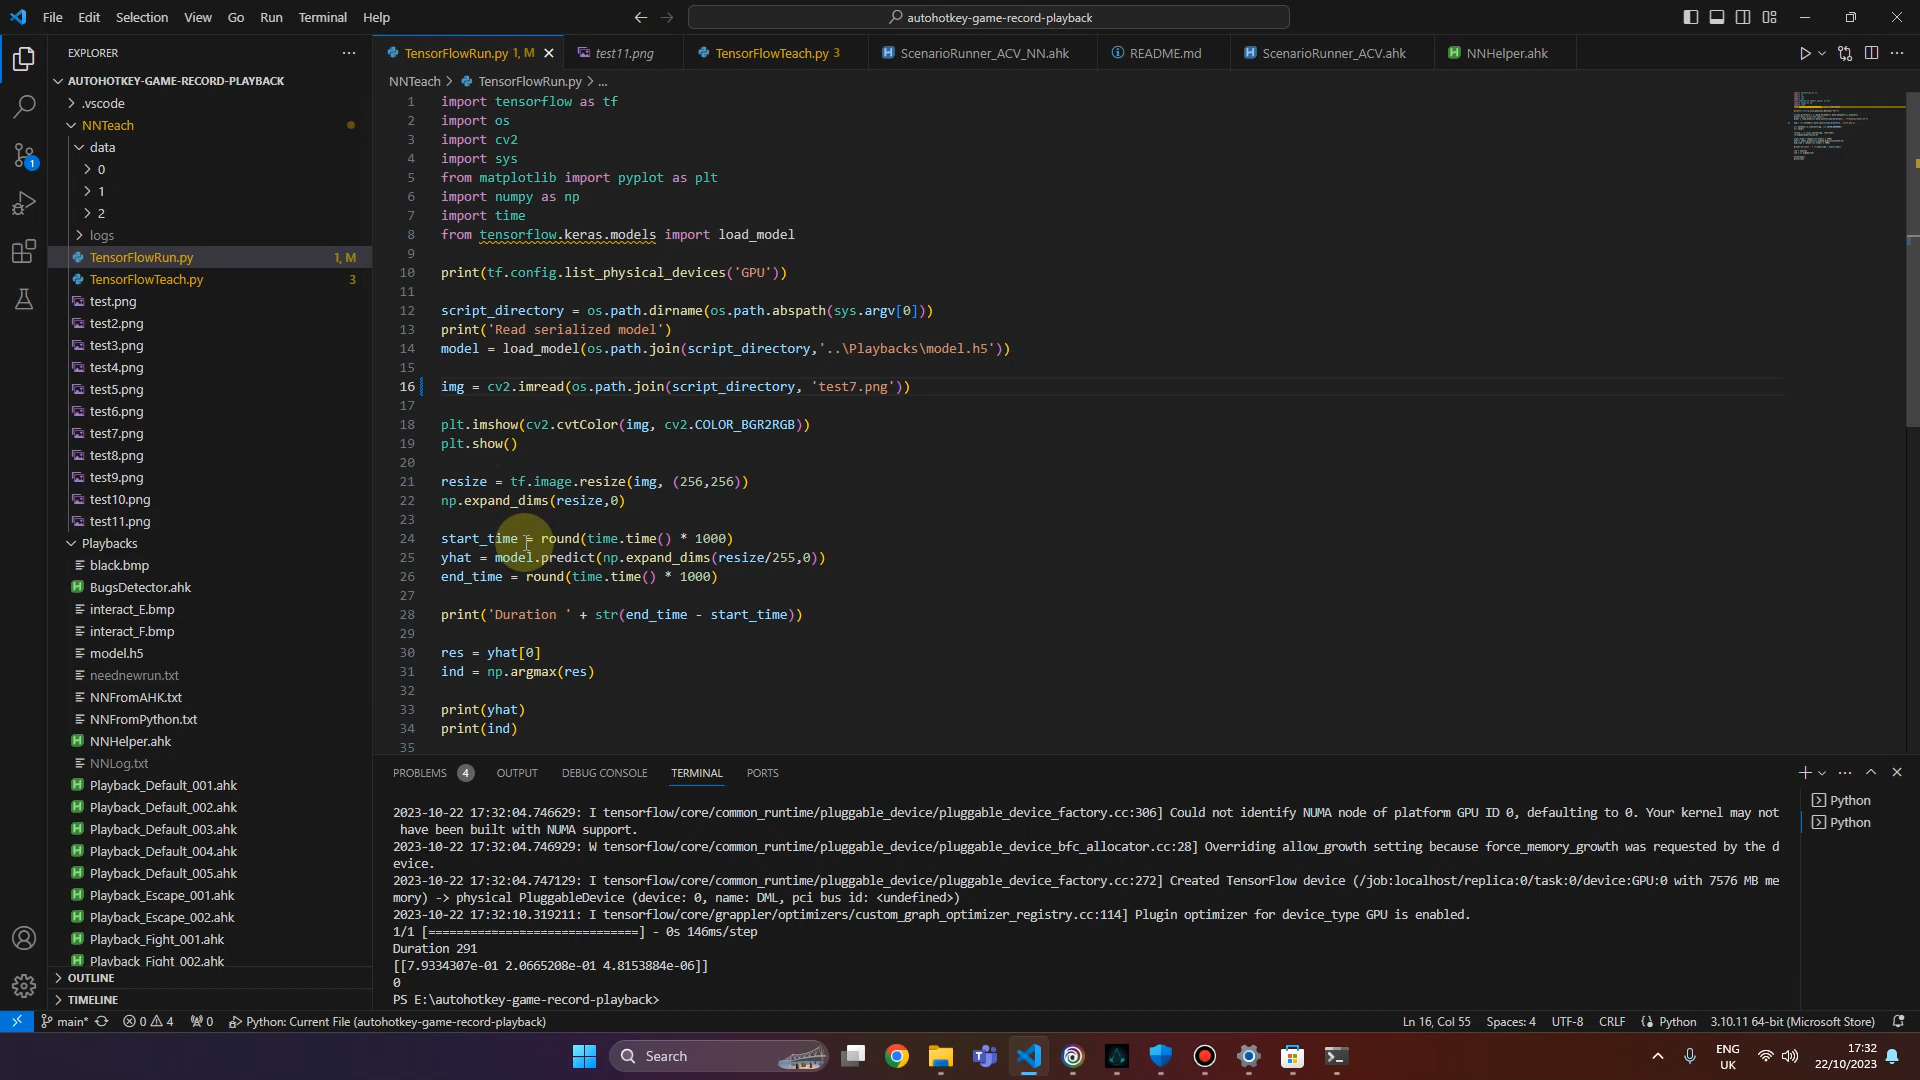 File Edit Selection View Go Run Terminal Help
autohotkey-game-record-playback
EXPLORER
AUTOHOTKEY-GAME-RECORD-PLAYBACK
.vscode
NNTeach
data
0
1
2
logs
TensorFlowRun.py 1, M
TensorFlowTeach.py 3
test.png
test2.png
test3.png
test4.png
test5.png
test6.png
test7.png
test8.png
test9.png
test10.png
test11.png
Playbacks
black.bmp
BugsDetector.ahk
interact_E.bmp
interact_F.bmp
model.h5
neednewrun.txt
NNFromAHK.txt
NNFromPython.txt
NNHelper.ahk
NNLog.txt
Playback_Default_001.ahk
Playback_Default_002.ahk
Playback_Default_003.ahk
Playback_Default_004.ahk
Playback_Default_005.ahk
Playback_Escape_001.ahk
Playback_Escape_002.ahk
Playback_Fight_001.ahk
Playback_Fight_002.ahk
OUTLINE
TIMELINE
TensorFlowRun.py 1, M test11.png TensorFlowTeach.py 3 ScenarioRunner_ACV_NN.ahk README.md ScenarioRunner_ACV.ahk NNHelper.ahk
NNTeach > TensorFlowRun.py > ...
1 import tensorflow as tf
2 import os
3 import cv2
4 import sys
5 from matplotlib import pyplot as plt
6 import numpy as np
7 import time
8 from tensorflow.keras.models import load_model
9
10 print(tf.config.list_physical_devices('GPU'))
11
12 script_directory = os.path.dirname(os.path.abspath(sys.argv[0]))
13 print('Read serialized model')
14 model = load_model(os.path.join(script_directory,'..\Playbacks\model.h5'))
15
16 img = cv2.imread(os.path.join(script_directory, 'test7.png'))
17
18 plt.imshow(cv2.cvtColor(img, cv2.COLOR_BGR2RGB))
19 plt.show()
20
21 resize = tf.image.resize(img, (256,256))
22 np.expand_dims(resize,0)
23
24 start_time = round(time.time() * 1000)
25 yhat = model.predict(np.expand_dims(resize/255,0))
26 end_time = round(time.time() * 1000)
27
28 print('Duration ' + str(end_time - start_time))
29
30 res = yhat[0]
31 ind = np.argmax(res)
32
33 print(yhat)
34 print(ind)
35
PROBLEMS 4 OUTPUT DEBUG CONSOLE TERMINAL PORTS
2023-10-22 17:32:04.746629: I tensorflow/core/common_runtime/pluggable_device/pluggable_device_factory.cc:306] Could not identify NUMA node of platform GPU ID 0, defaulting to 0. Your kernel may not
have been built with NUMA support.
2023-10-22 17:32:04.746929: W tensorflow/core/common_runtime/pluggable_device/pluggable_device_bfc_allocator.cc:28] Overriding allow_growth setting because force_memory_growth was requested by the d
evice.
2023-10-22 17:32:04.747129: I tensorflow/core/common_runtime/pluggable_device/pluggable_device_factory.cc:272] Created TensorFlow device (/job:localhost/replica:0/task:0/device:GPU:0 with 7576 MB me
mory) -> physical PluggableDevice (device: 0, name: DML, pci bus id: <undefined>)
2023-10-22 17:32:10.319211: I tensorflow/core/grappler/optimizers/custom_graph_optimizer_registry.cc:114] Plugin optimizer for device_type GPU is enabled.
1/1 [==============================] - 0s 146ms/step
Duration 291
[[7.9334307e-01 2.0665208e-01 4.8153884e-06]]
0
PS E:\autohotkey-game-record-playback>
Python
Python
main* 0 4 0 Python: Current File (autohotkey-game-record-playback) Ln 16, Col 55 Spaces: 4 UTF-8 CRLF Python 3.10.11 64-bit (Microsoft Store)
Search
ENG
UK
17:32
22/10/2023